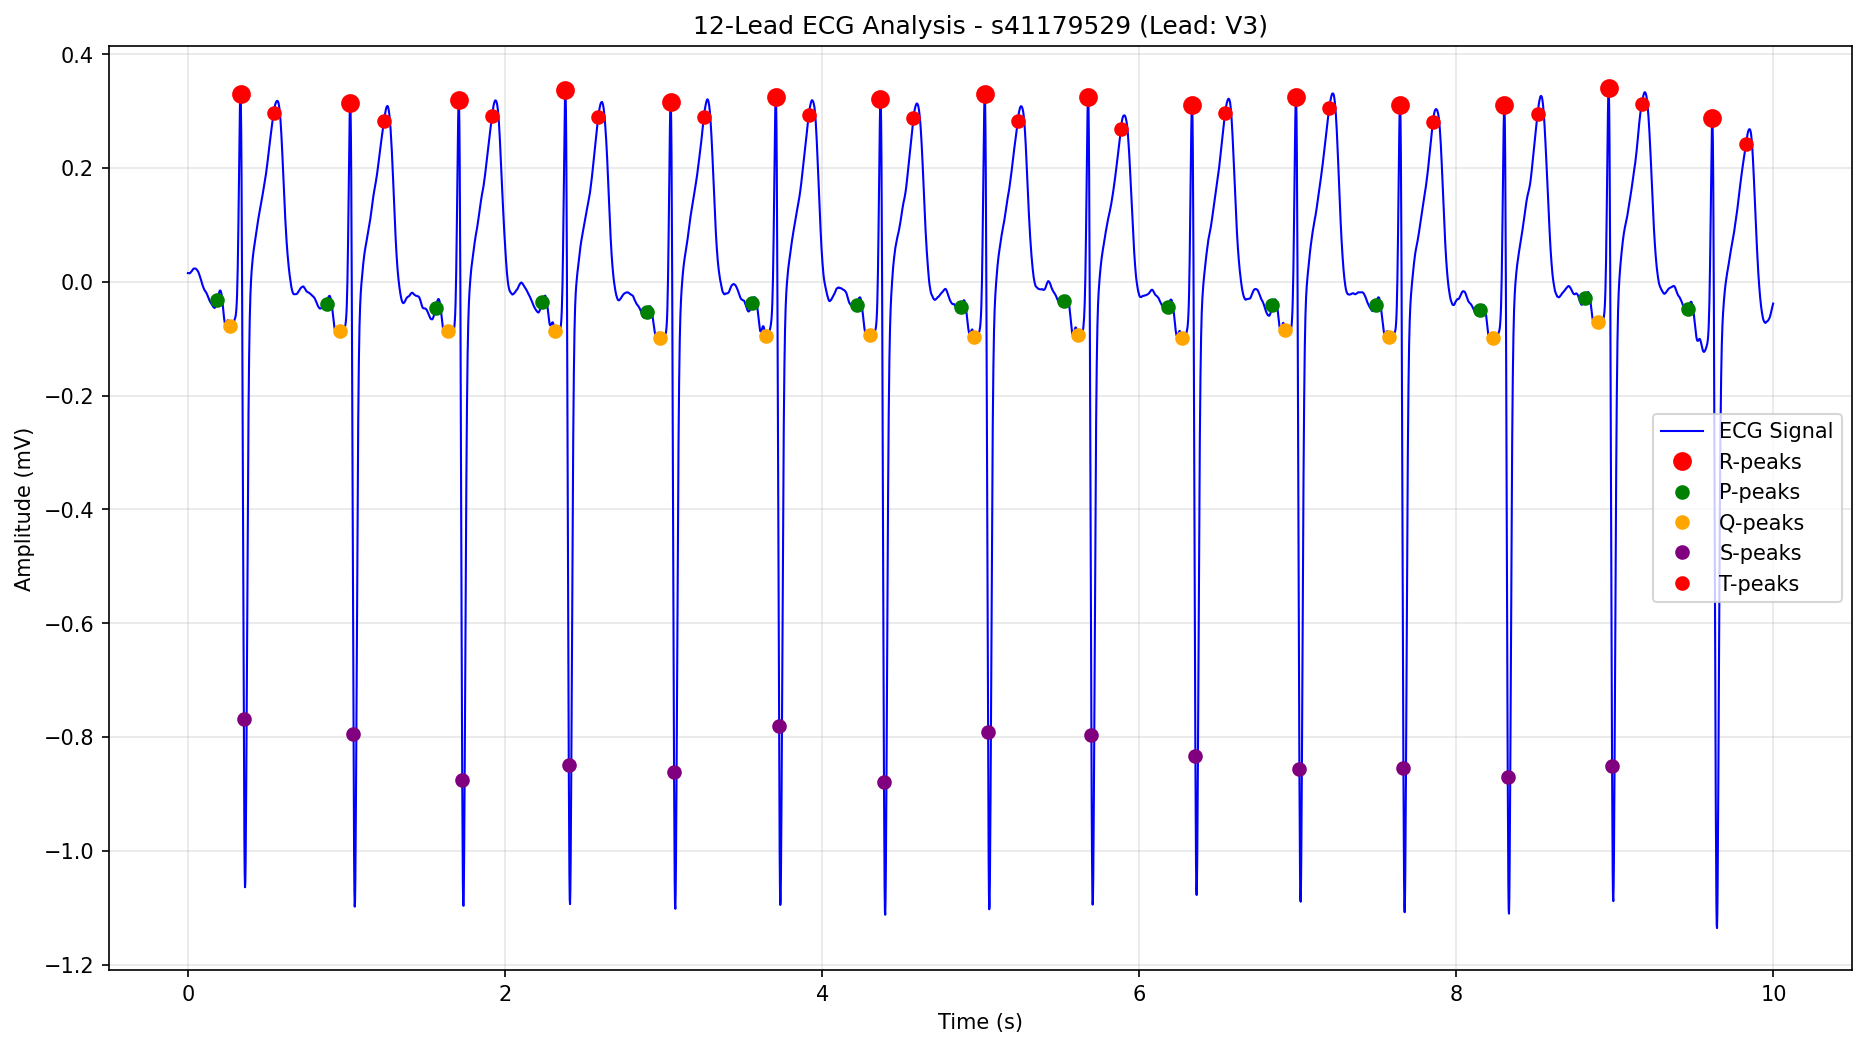 12-Lead ECG Analysis - s41179529 (Lead: V3)
0.4
0.2
0.0
−0.2
−0.4
−0.6
−0.8
−1.0
−1.2
Amplitude (mV)
ECG Signal
R-peaks
P-peaks
Q-peaks
S-peaks
T-peaks
0 2 4 6 8 10
Time (s)